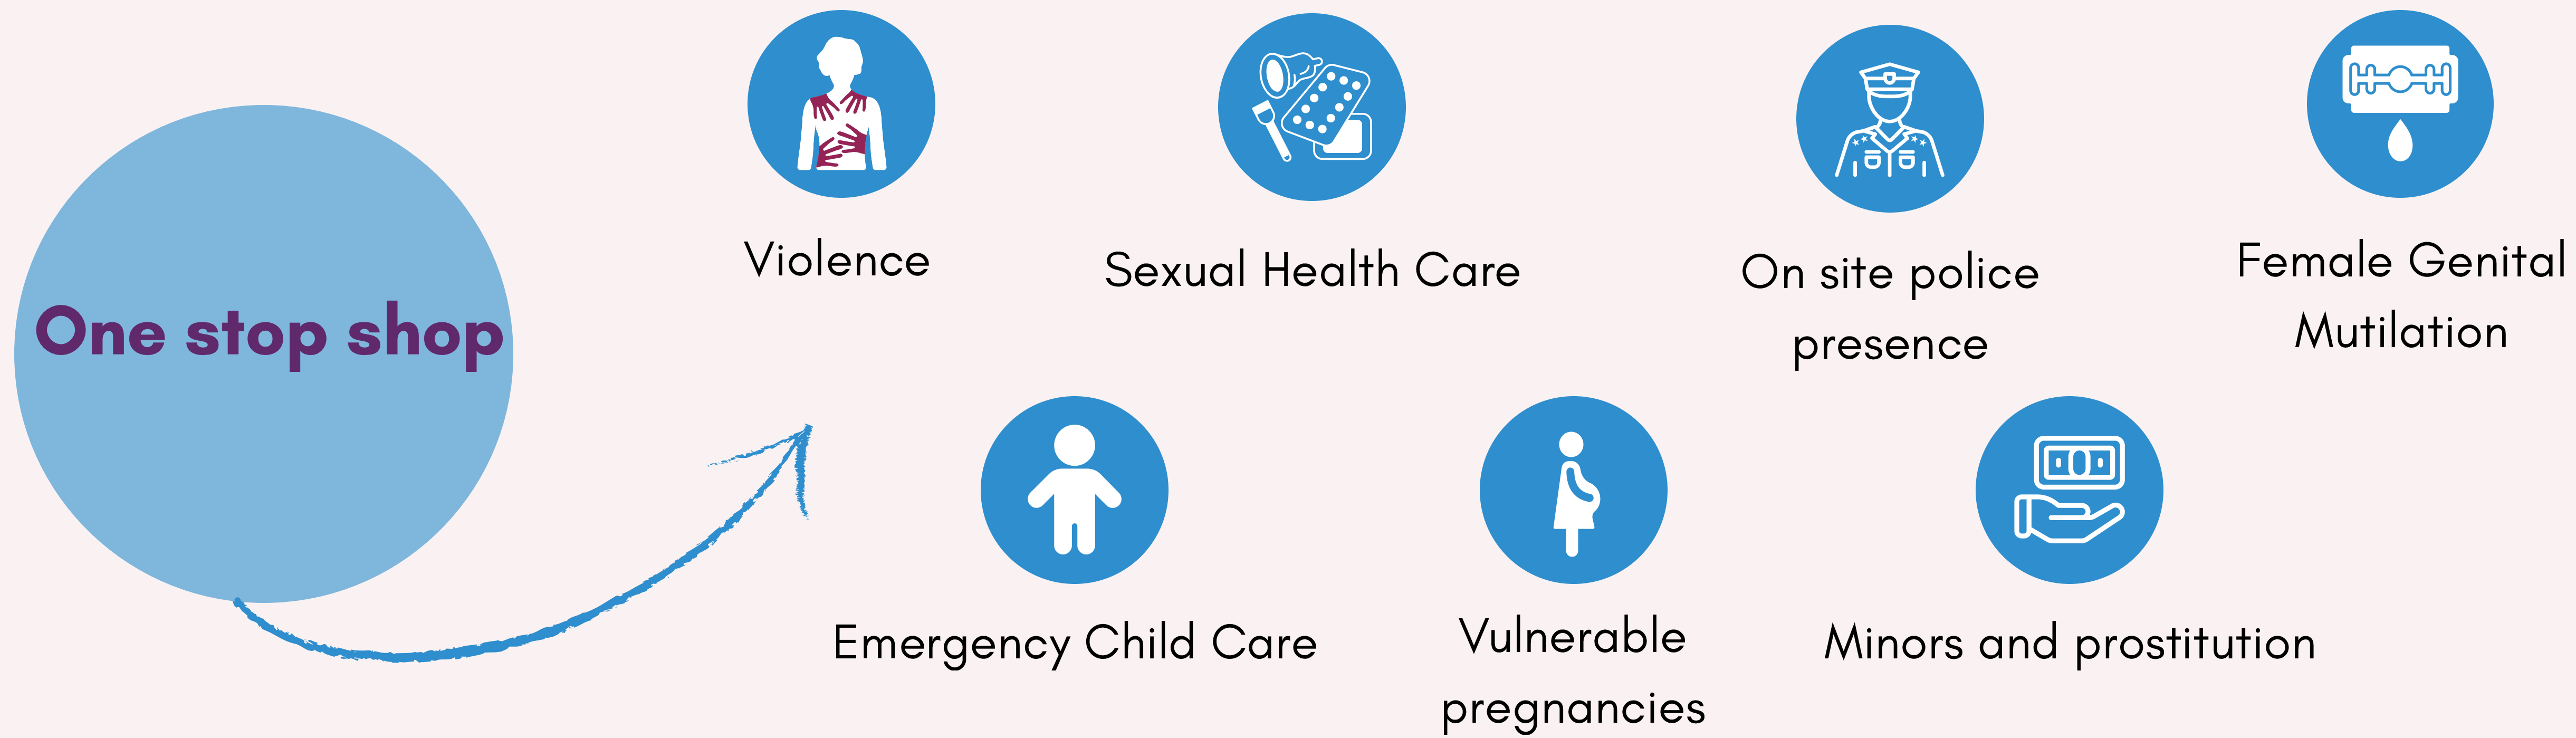 One stop shop
Violence
Sexual Health Care
On site police
presence
Female Genital
Mutilation
Emergency Child Care
Vulnerable
pregnancies
Minors and prostitution